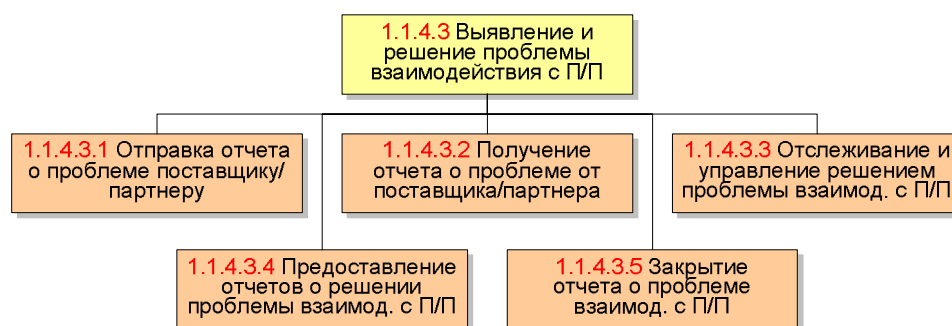 1.1.4.3 Выявление и
решение проблемы
взаимодействия с П/П
1.1.4.3.1 Отправка отчета
о проблеме поставщику/
партнеру
1.1.4.3.2 Получение
отчета о проблеме от
поставщика/партнера
1.1.4.3.3 Отслеживание и
управление решением
проблемы взаимод. с П/П
1.1.4.3.4 Предоставление
отчетов о решении
проблемы взаимод. с П/П
1.1.4.3.5 Закрытие
отчета о проблеме
взаимод. с П/П